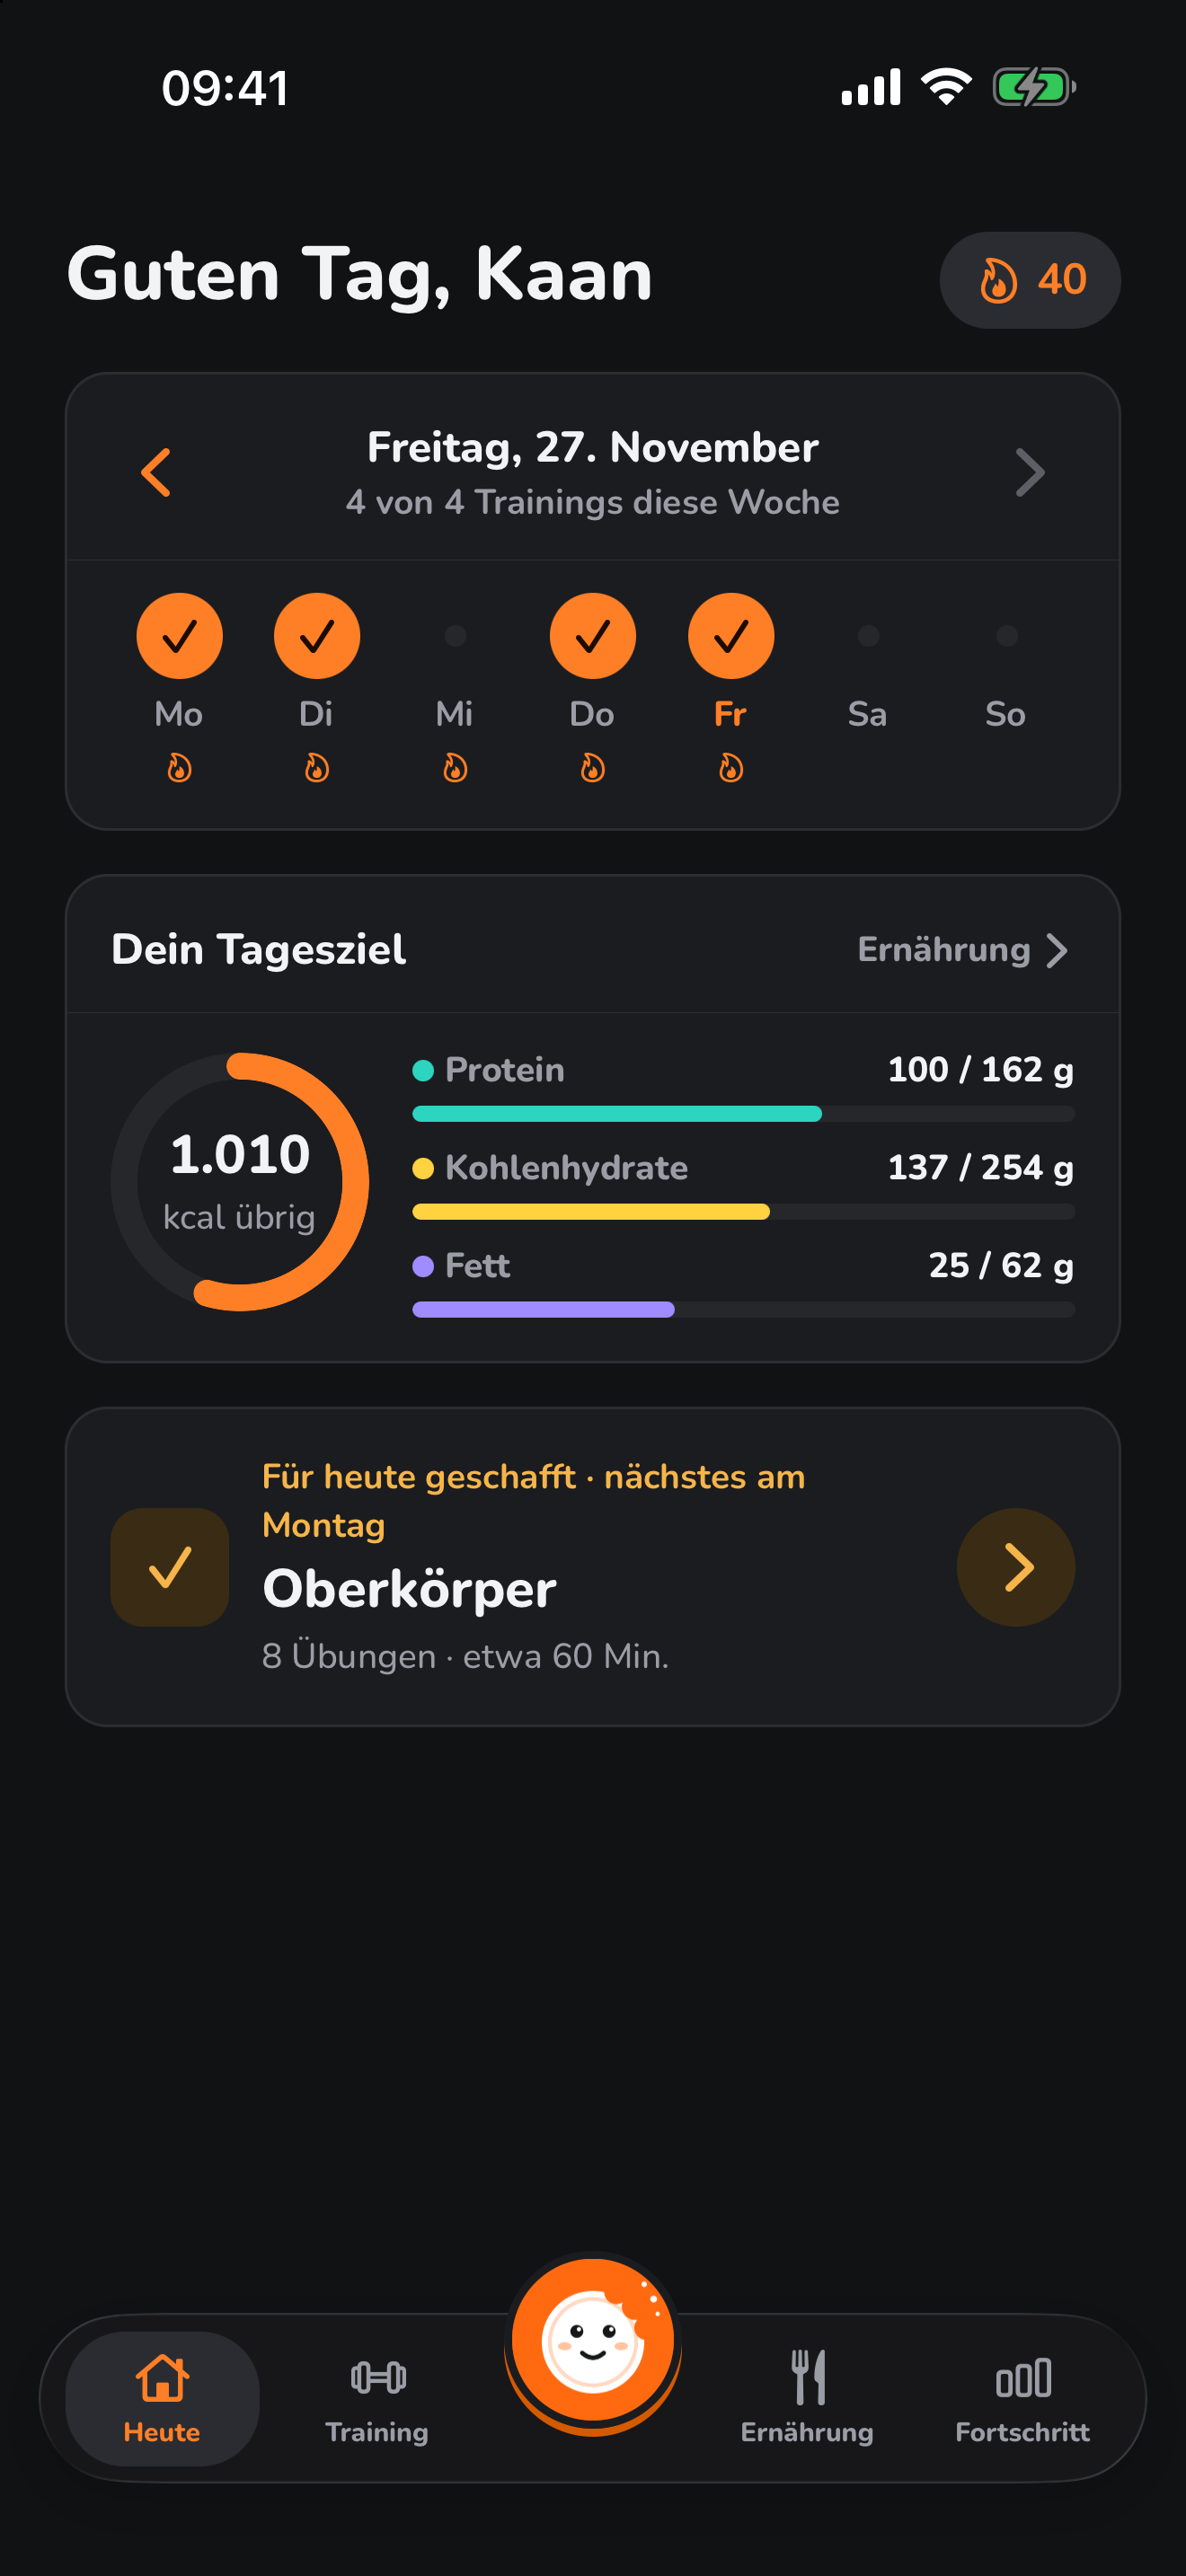 09:41
Guten Tag, Kaan
40
Freitag, 27. November
4 von 4 Trainings diese Woche
Mo Di Mi Do Fr Sa So
Dein Tagesziel
Ernährung
1.010
kcal übrig
Protein 100 / 162 g
Kohlenhydrate 137 / 254 g
Fett 25 / 62 g
Für heute geschafft · nächstes am
Montag
Oberkörper
8 Übungen · etwa 60 Min.
Heute Training Ernährung Fortschritt